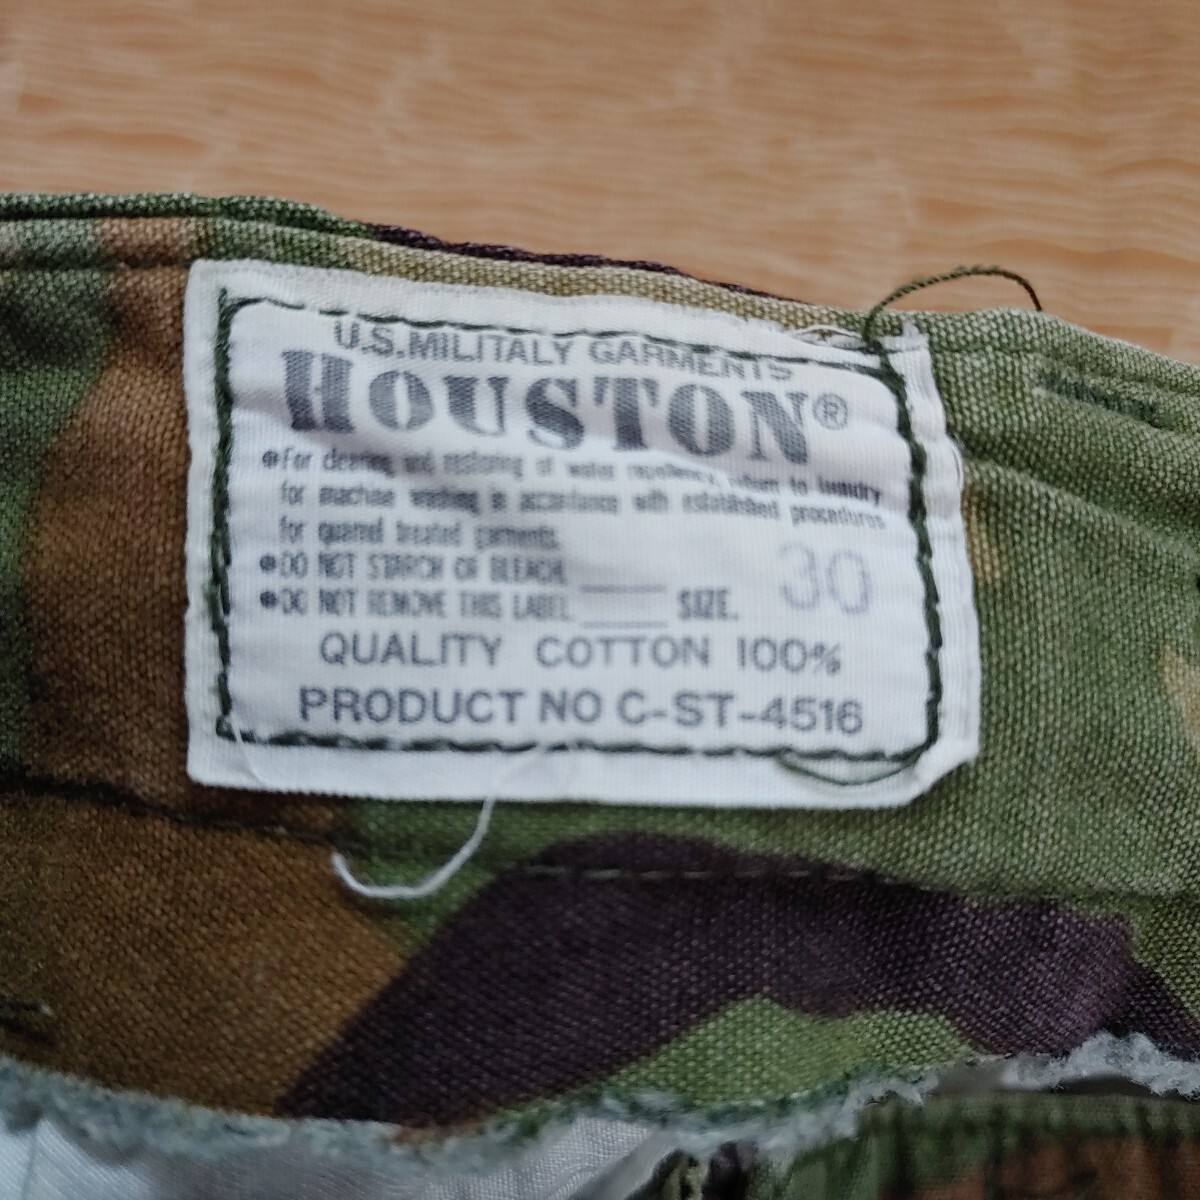 U.S.MILITALY GARMENTS
HOUSTON®
●For cleaning and restoring of water repellency, return to laundry
for machine washing in accordance with established procedures
for quarrel treated garments.
●DO NOT STARCH OF BLEACH
●DO NOT REMOVE THIS LABEL SIZE. 30
QUALITY COTTON 100%
PRODUCT NO C-ST-4516